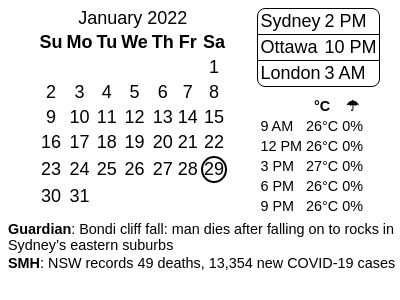 January 2022
Su Mo Tu We Th Fr Sa
1
2 3 4 5 6 7 8
9 10 11 12 13 14 15
16 17 18 19 20 21 22
23 24 25 26 27 28 29
30 31
Sydney 2 PM
Ottawa 10 PM
London 3 AM
°C ☂
9 AM 26°C 0%
12 PM 26°C 0%
3 PM 27°C 0%
6 PM 26°C 0%
9 PM 26°C 0%
Guardian: Bondi cliff fall: man dies after falling on to rocks in
Sydney’s eastern suburbs
SMH: NSW records 49 deaths, 13,354 new COVID-19 cases